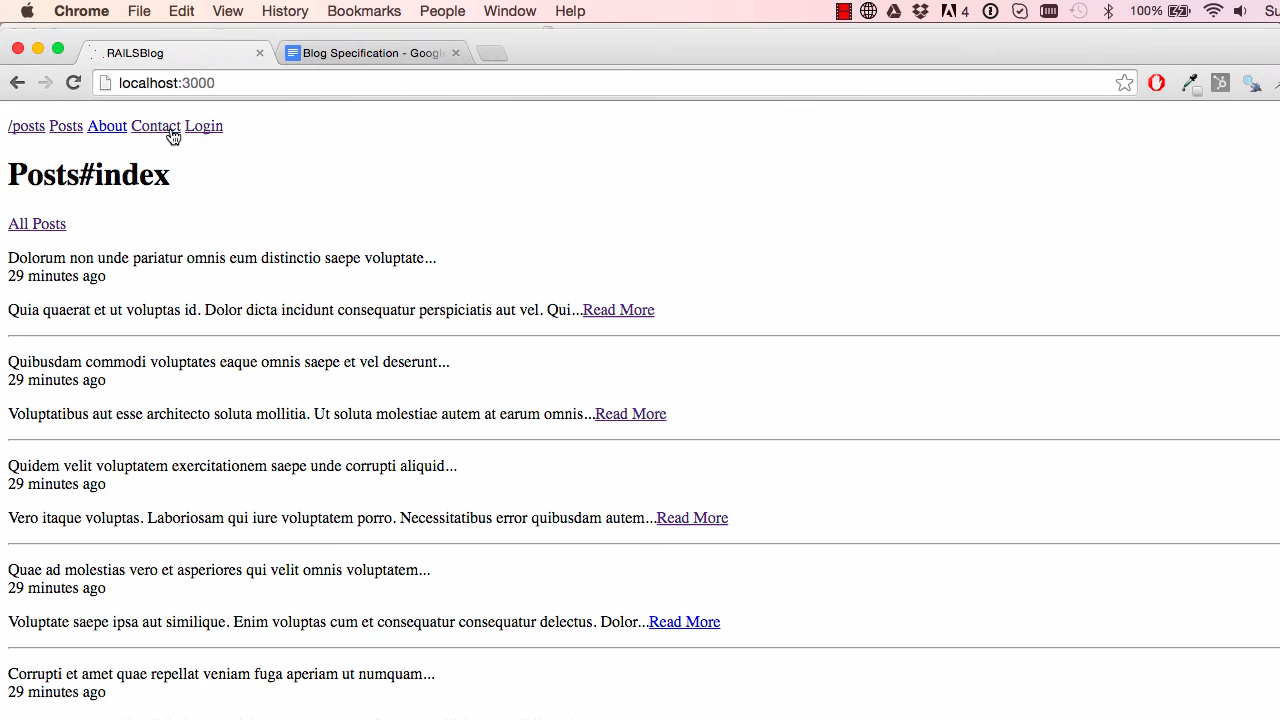 Chrome File Edit View History Bookmarks People Window Help 4 100%
RAILSBlog Blog Specification - Google
localhost:3000
/posts Posts About Contact Login
Posts#index
All Posts
Dolorum non unde pariatur omnis eum distinctio saepe voluptate...
29 minutes ago
Quia quaerat et ut voluptas id. Dolor dicta incidunt consequatur perspiciatis aut vel. Qui...Read More
Quibusdam commodi voluptates eaque omnis saepe et vel deserunt...
29 minutes ago
Voluptatibus aut esse architecto soluta mollitia. Ut soluta molestiae autem at earum omnis...Read More
Quidem velit voluptatem exercitationem saepe unde corrupti aliquid...
29 minutes ago
Vero itaque voluptas. Laboriosam qui iure voluptatem porro. Necessitatibus error quibusdam autem...Read More
Quae ad molestias vero et asperiores qui velit omnis voluptatem...
29 minutes ago
Voluptate saepe ipsa aut similique. Enim voluptas cum et consequatur consequatur delectus. Dolor...Read More
Corrupti et amet quae repellat veniam fuga aperiam ut numquam...
29 minutes ago